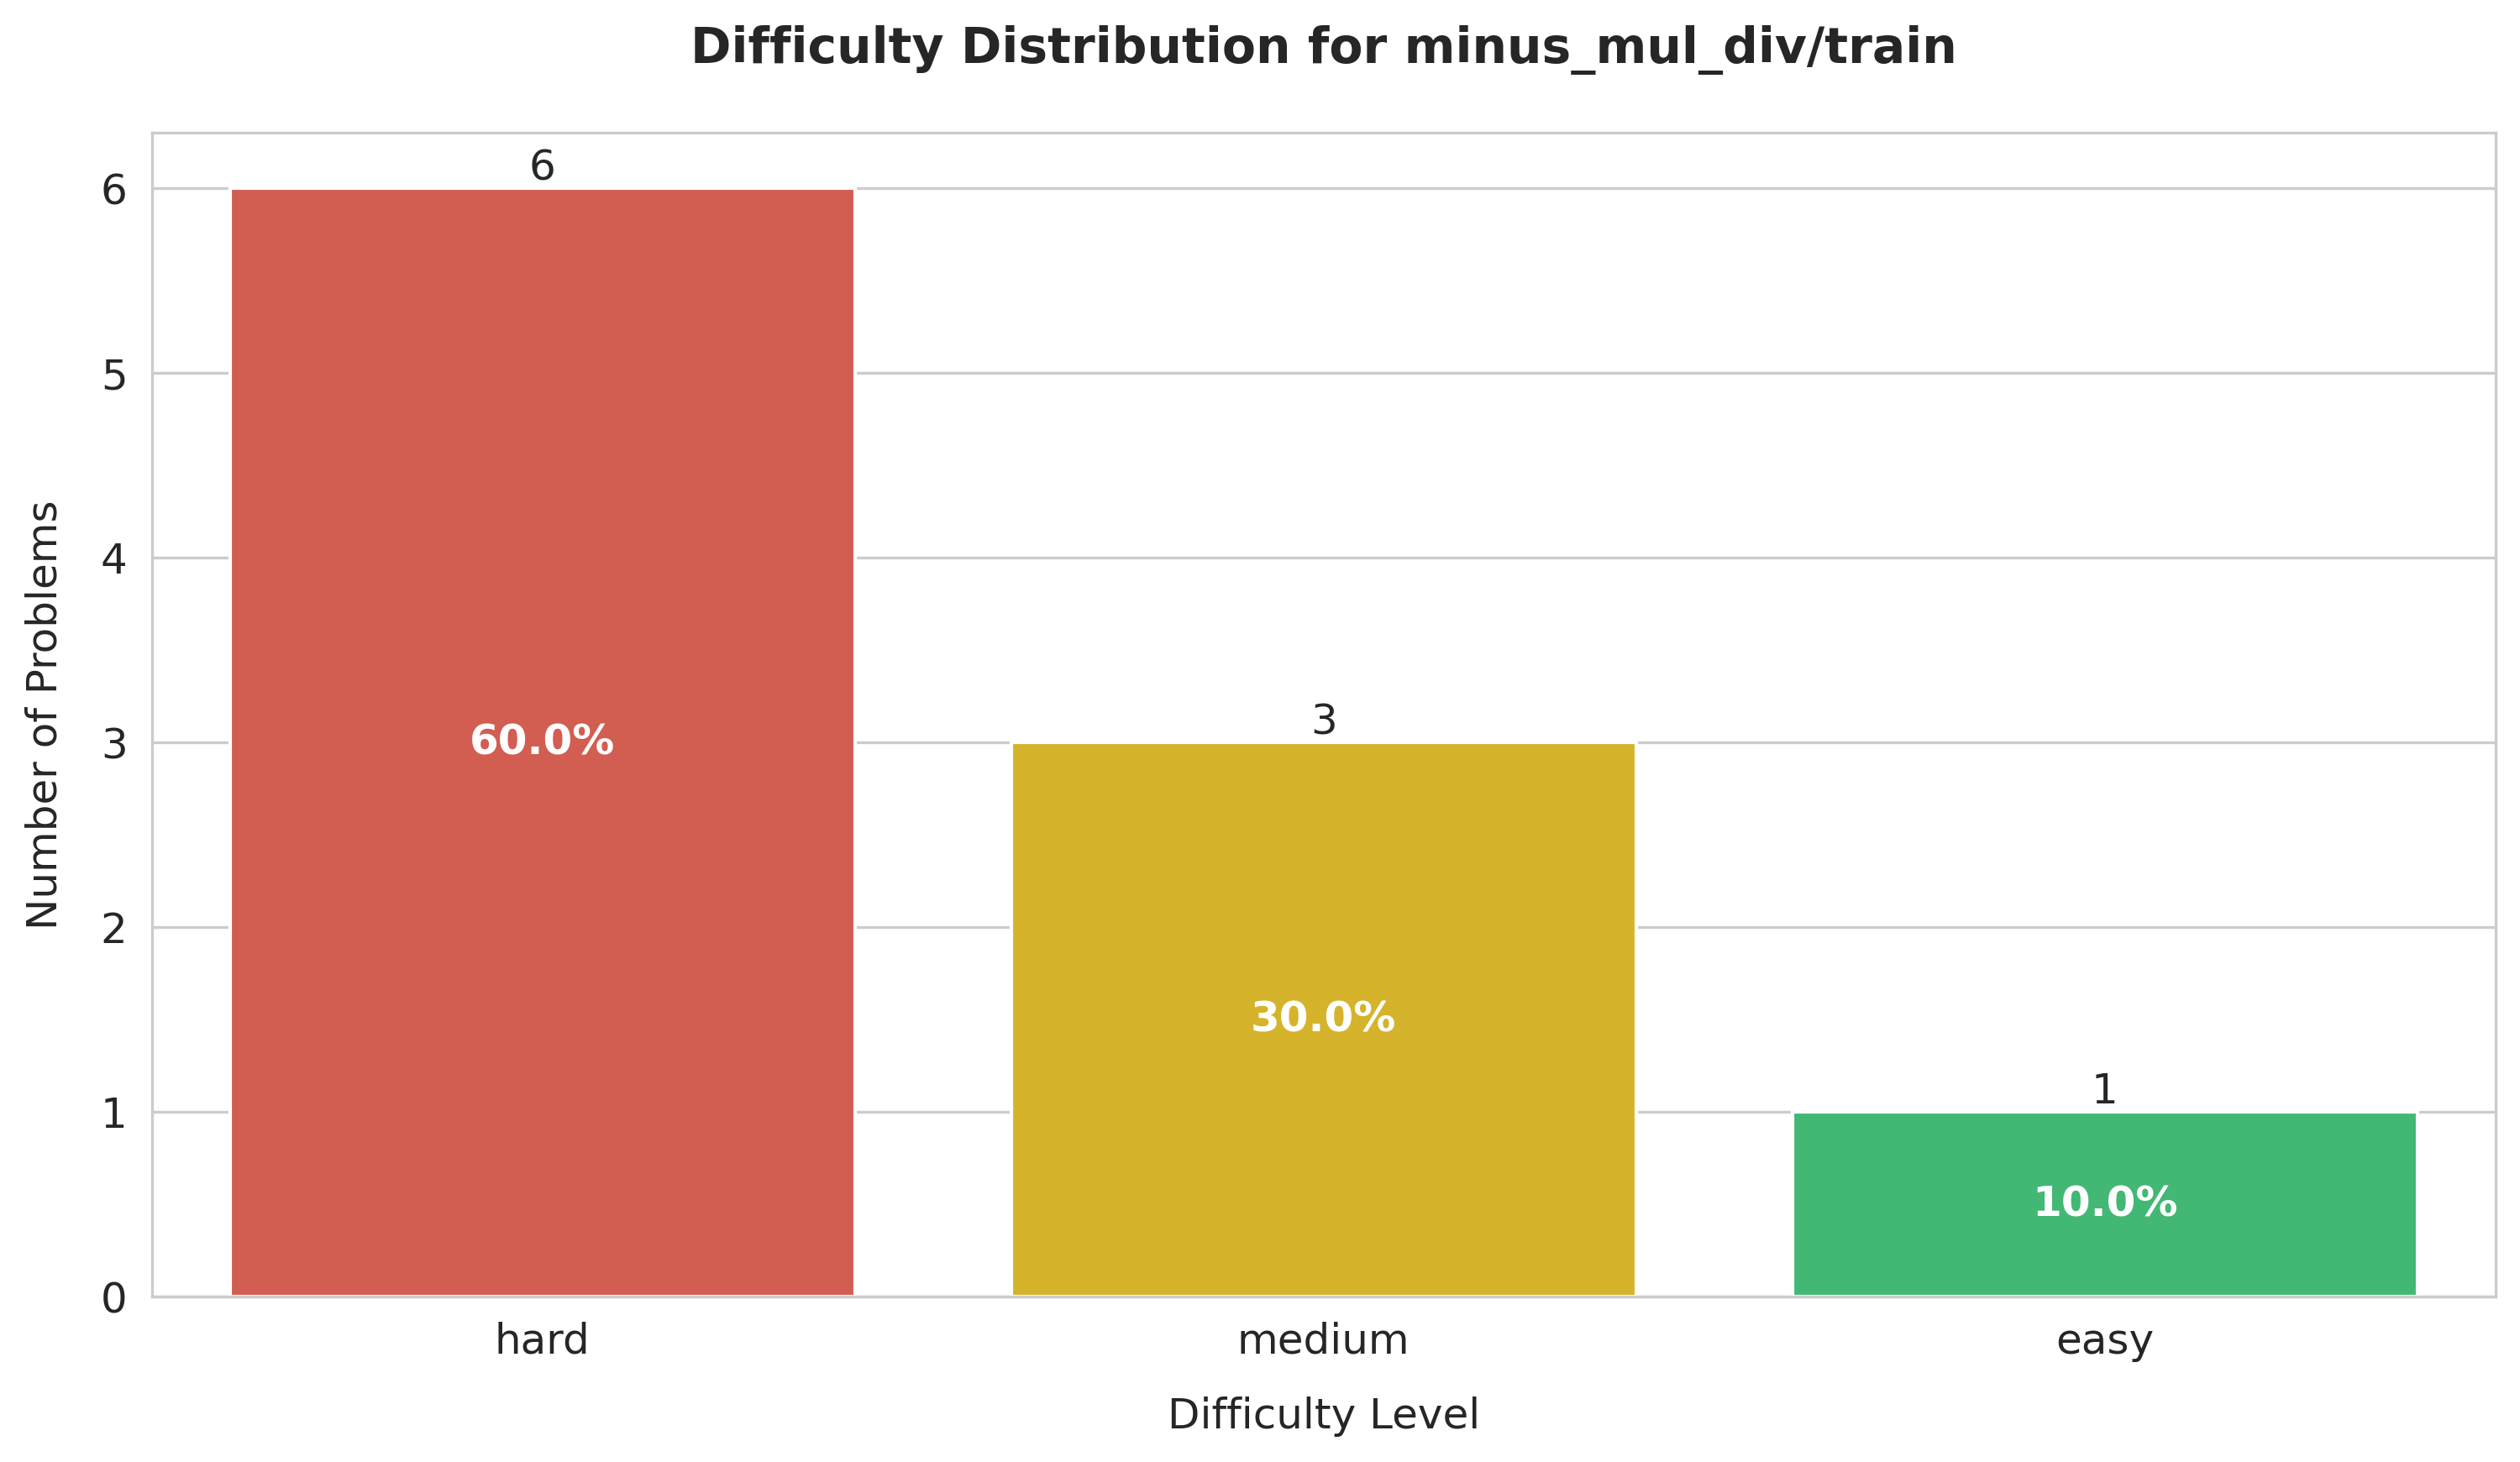 Difficulty Distribution for minus_mul_div/train
Number of Problems
6
5
4
3
2
1
0
6
60.0%
3
30.0%
1
10.0%
hard
medium
easy
Difficulty Level